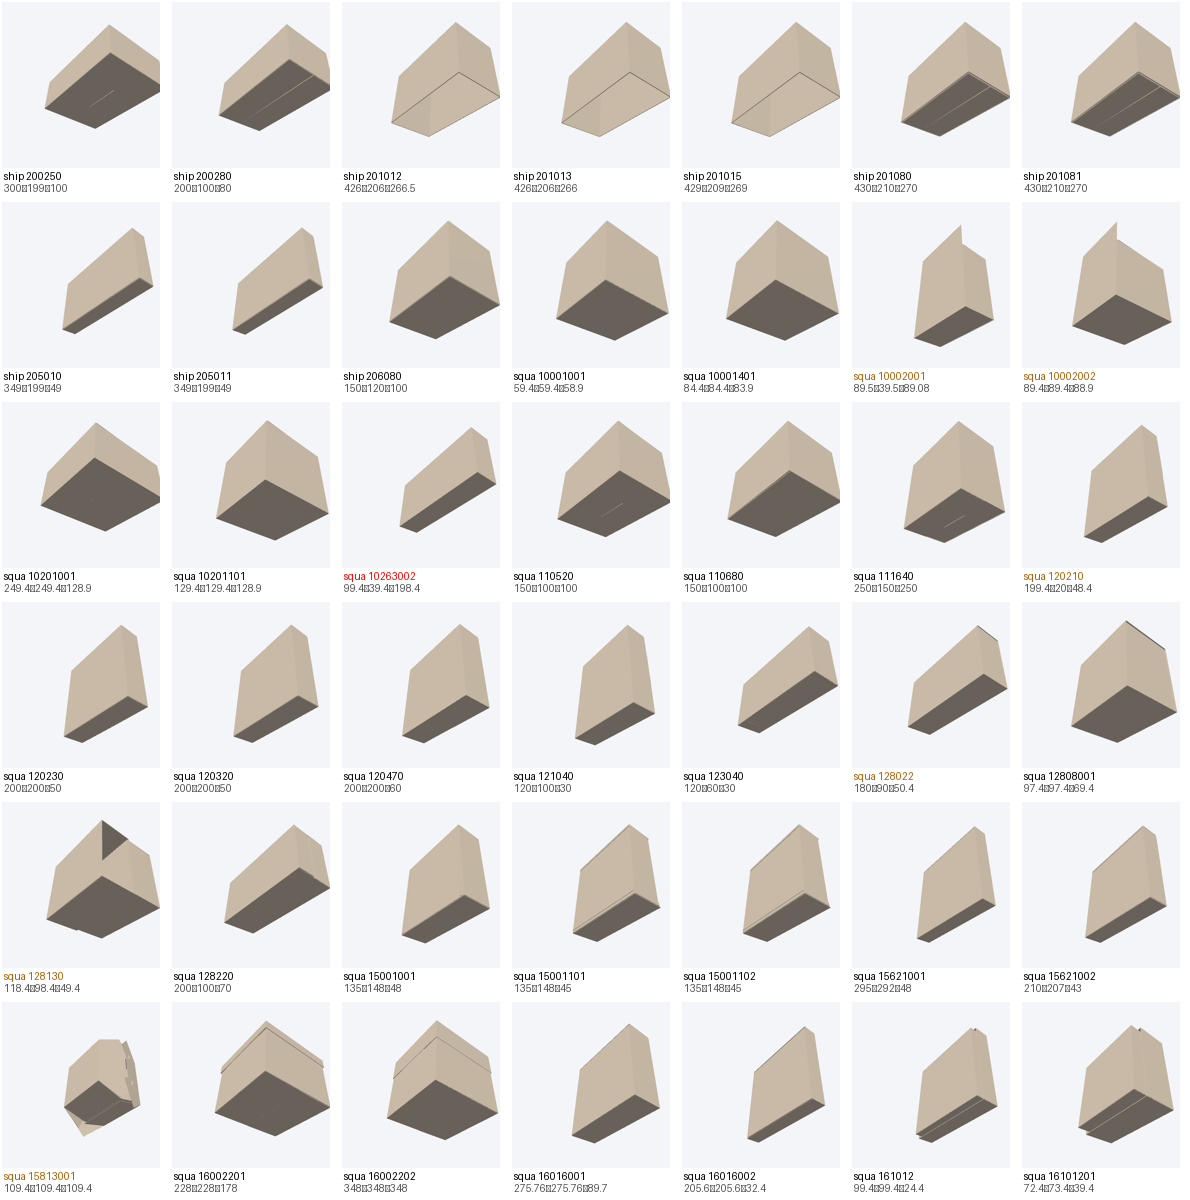 ship 200250
300□199□100
ship 200280
200□100□80
ship 201012
426□206□266.5
ship 201013
426□206□266
ship 201015
429□209□269
ship 201080
430□210□270
ship 201081
430□210□270
ship 205010
349□199□49
ship 205011
349□199□49
ship 206080
150□120□100
squa 10001001
59.4□59.4□58.9
squa 10001401
84.4□84.4□83.9
squa 10002001
89.5□39.5□89.08
squa 10002002
89.4□89.4□88.9
squa 10201001
249.4□249.4□128.9
squa 10201101
129.4□129.4□128.9
squa 10263002
99.4□39.4□198.4
squa 110520
150□100□100
squa 110680
150□100□100
squa 111640
250□150□250
squa 120210
199.4□20□48.4
squa 120230
200□200□50
squa 120320
200□200□50
squa 120470
200□200□60
squa 121040
120□100□30
squa 123040
120□60□30
squa 128022
180□90□50.4
squa 12808001
97.4□97.4□69.4
squa 128130
118.4□98.4□49.4
squa 128220
200□100□70
squa 15001001
135□148□48
squa 15001101
135□148□45
squa 15001102
135□148□45
squa 15621001
295□292□48
squa 15621002
210□207□43
squa 15813001
109.4□109.4□109.4
squa 16002201
228□228□178
squa 16002202
348□348□348
squa 16016001
275.76□275.76□89.7
squa 16016002
205.6□205.6□32.4
squa 161012
99.4□99.4□24.4
squa 16101201
72.4□73.4□39.4